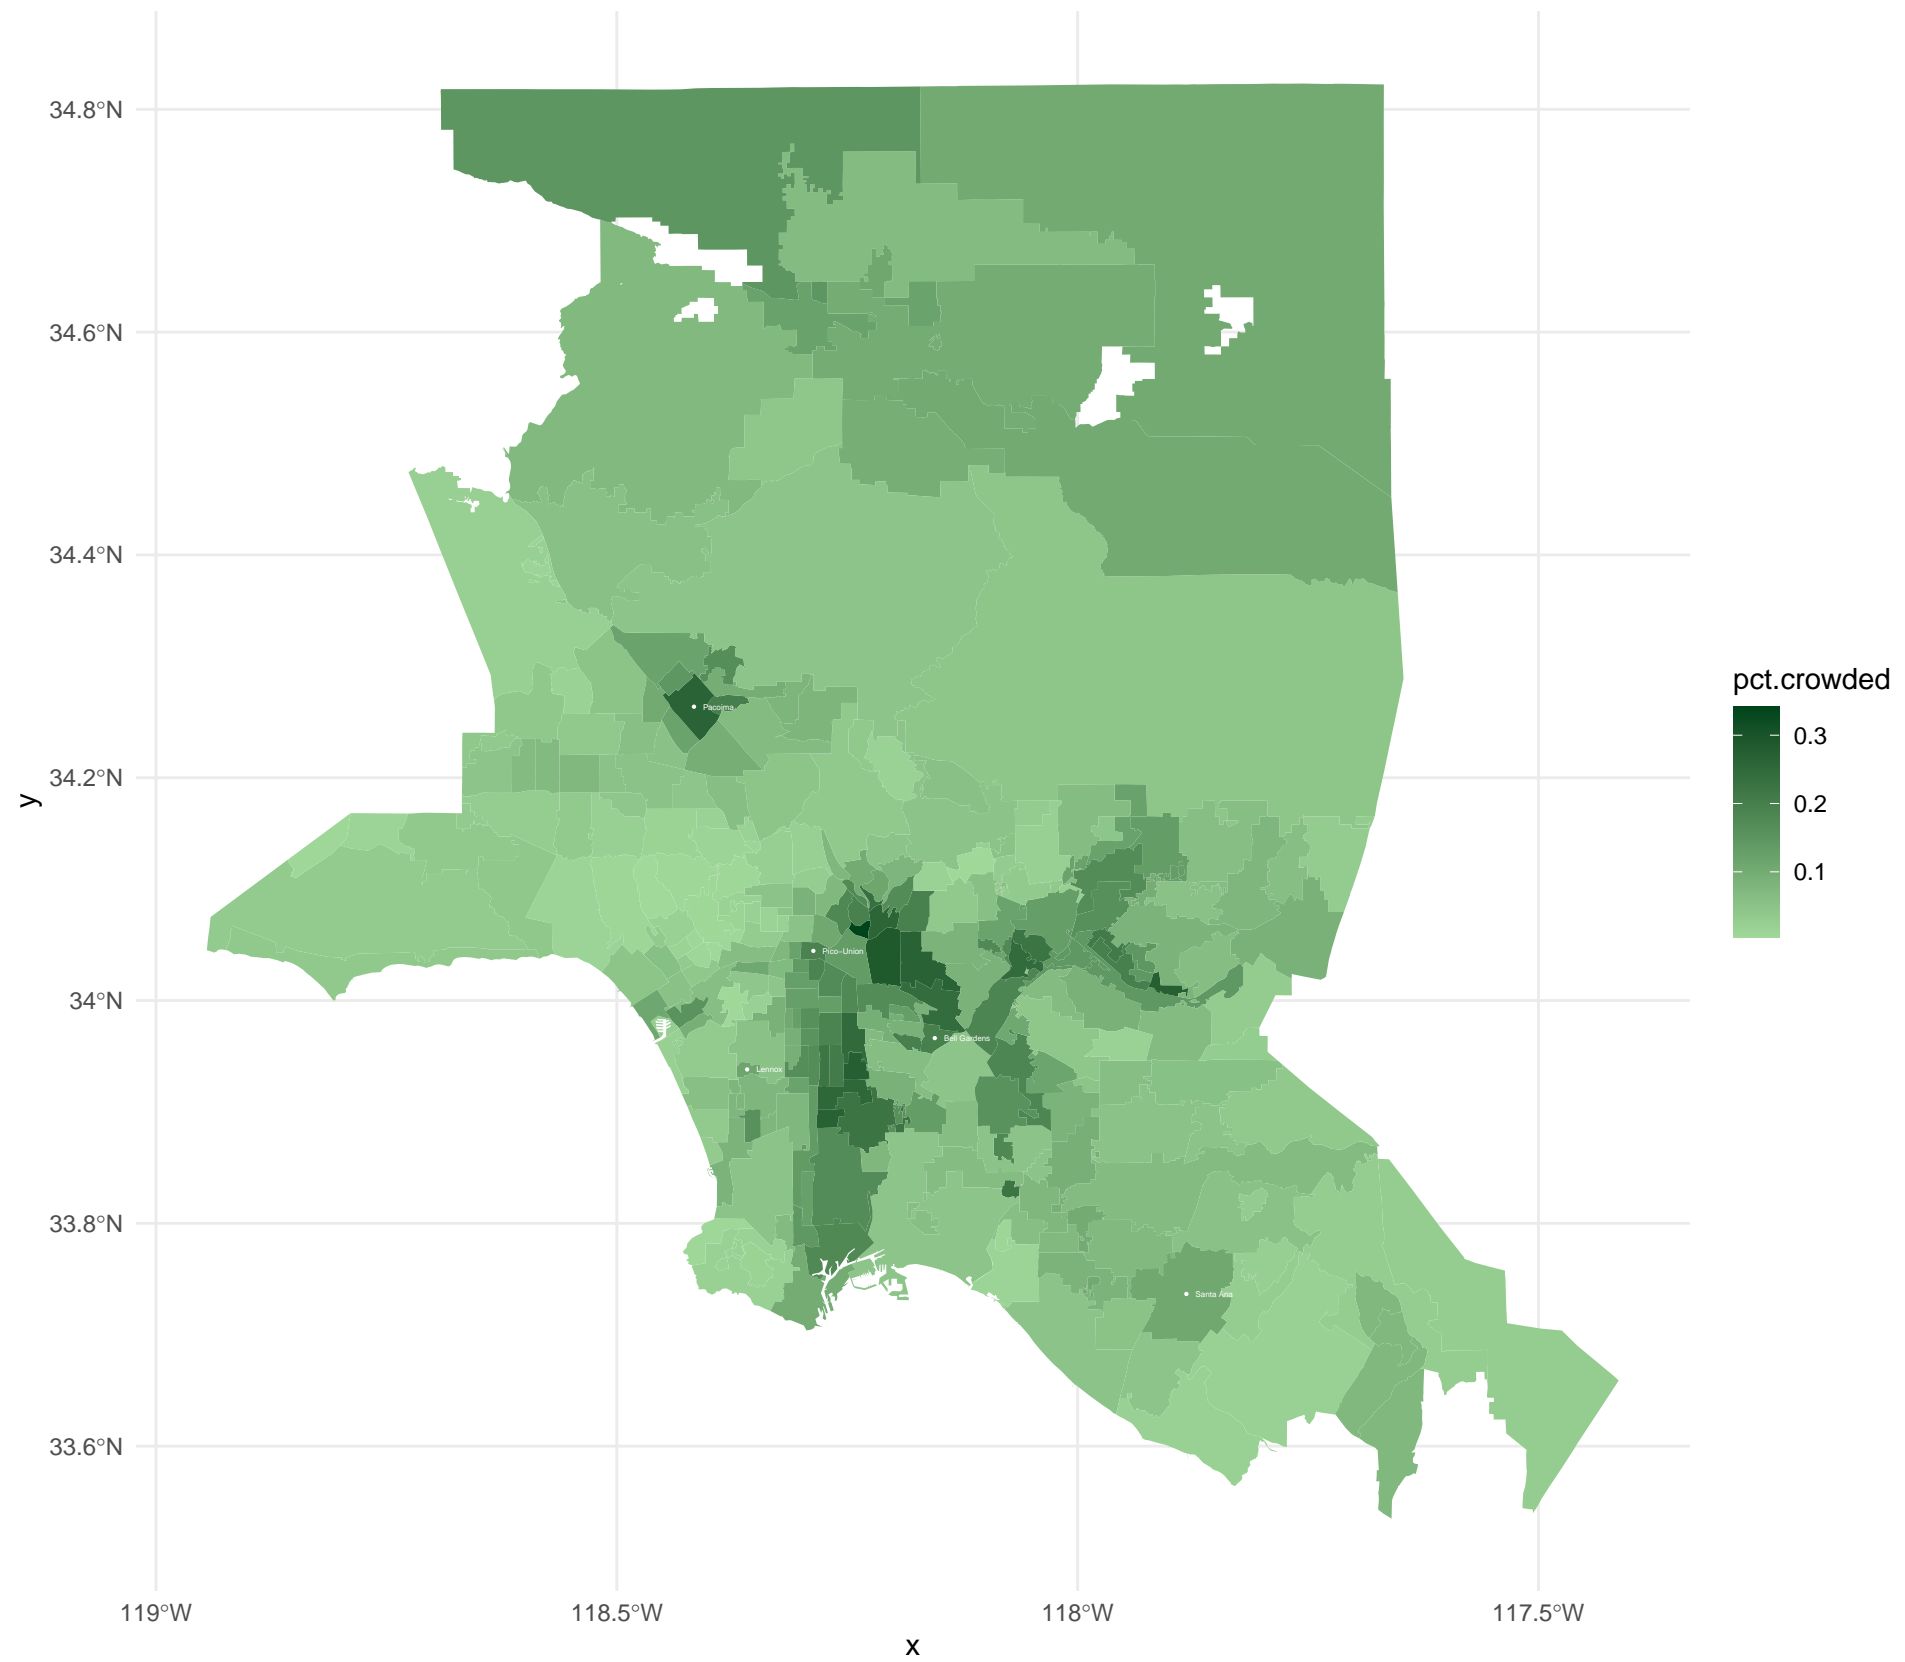 34.8°N
34.6°N
34.4°N
34.2°N
34°N
33.8°N
33.6°N
y
119°W
118.5°W
118°W
117.5°W
x
Pacoima
Pico-Union
Bell Gardens
Lennox
Santa Ana
pct.crowded
0.3
0.2
0.1